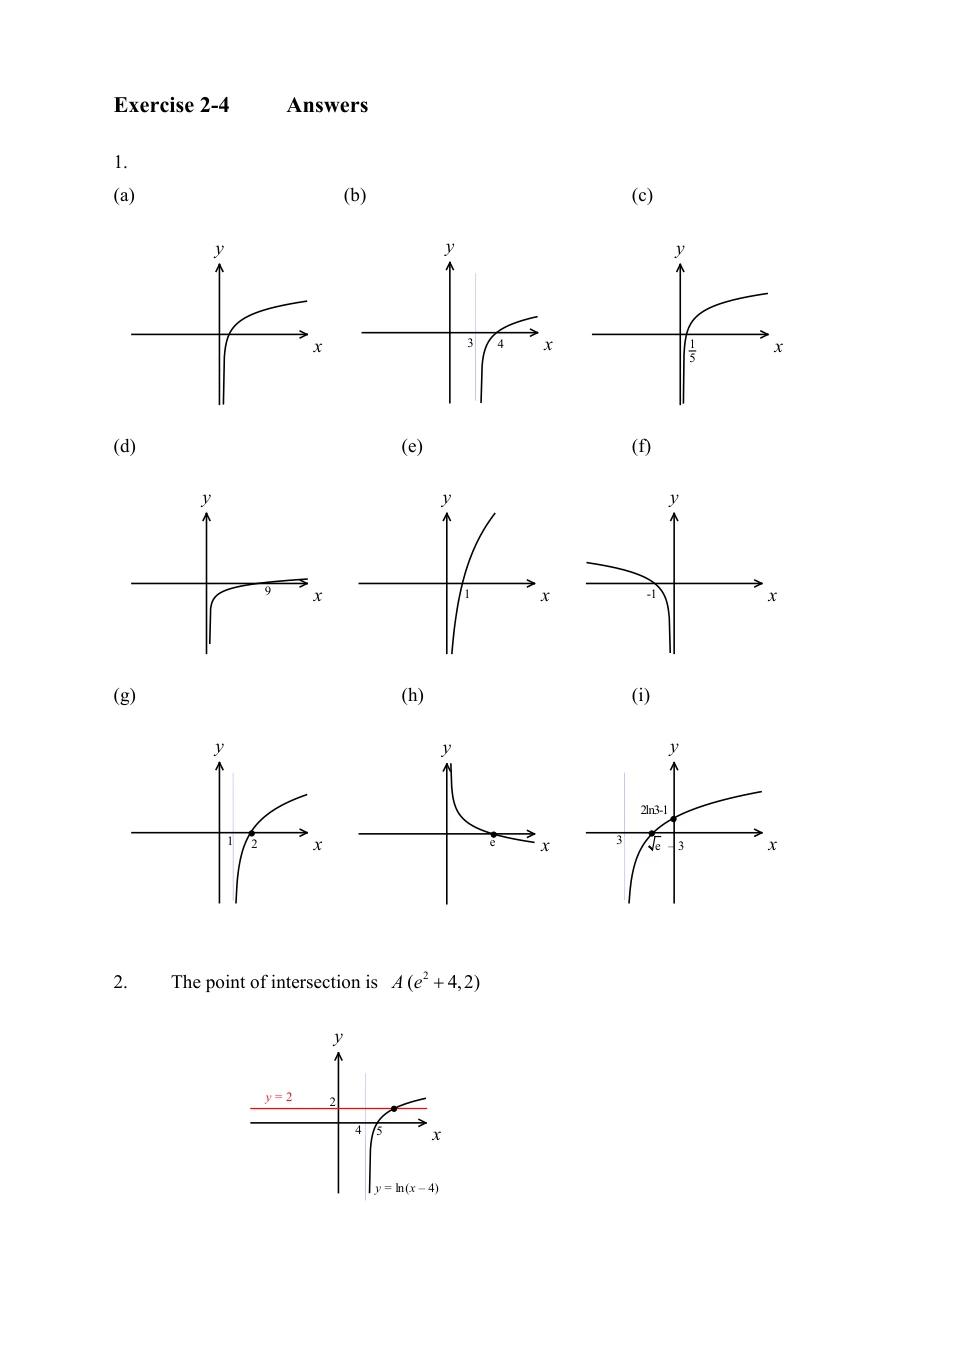 Exercise 2-4 Answers
1.
(a) (b) (c)
y y y
3 4 1/5
x x x
(d) (e) (f)
y y y
9 1 -1
x x x
(g) (h) (i)
y y y
2ln3-1
1 2 e 3 √e – 3
x x x
2. The point of intersection is A(e² + 4, 2)
y
y = 2 2
4 5 x
y = ln(x – 4)